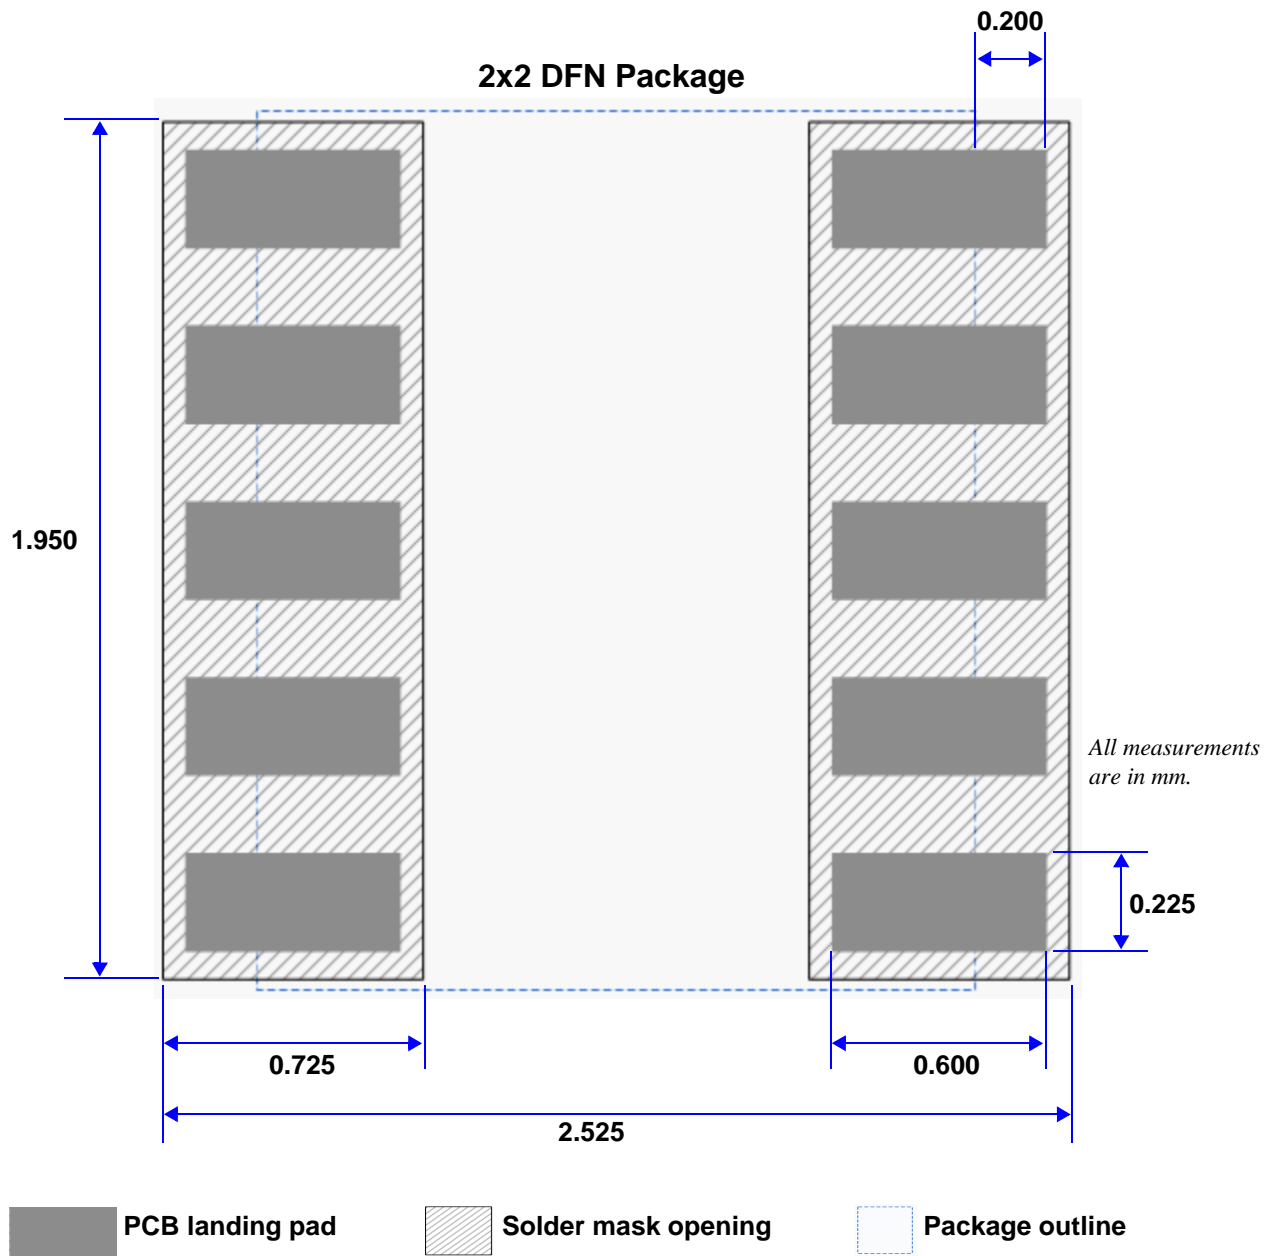 0.200
2x2 DFN Package
1.950
All measurements
are in mm.
0.225
0.725
0.600
2.525
PCB landing pad
Solder mask opening
Package outline